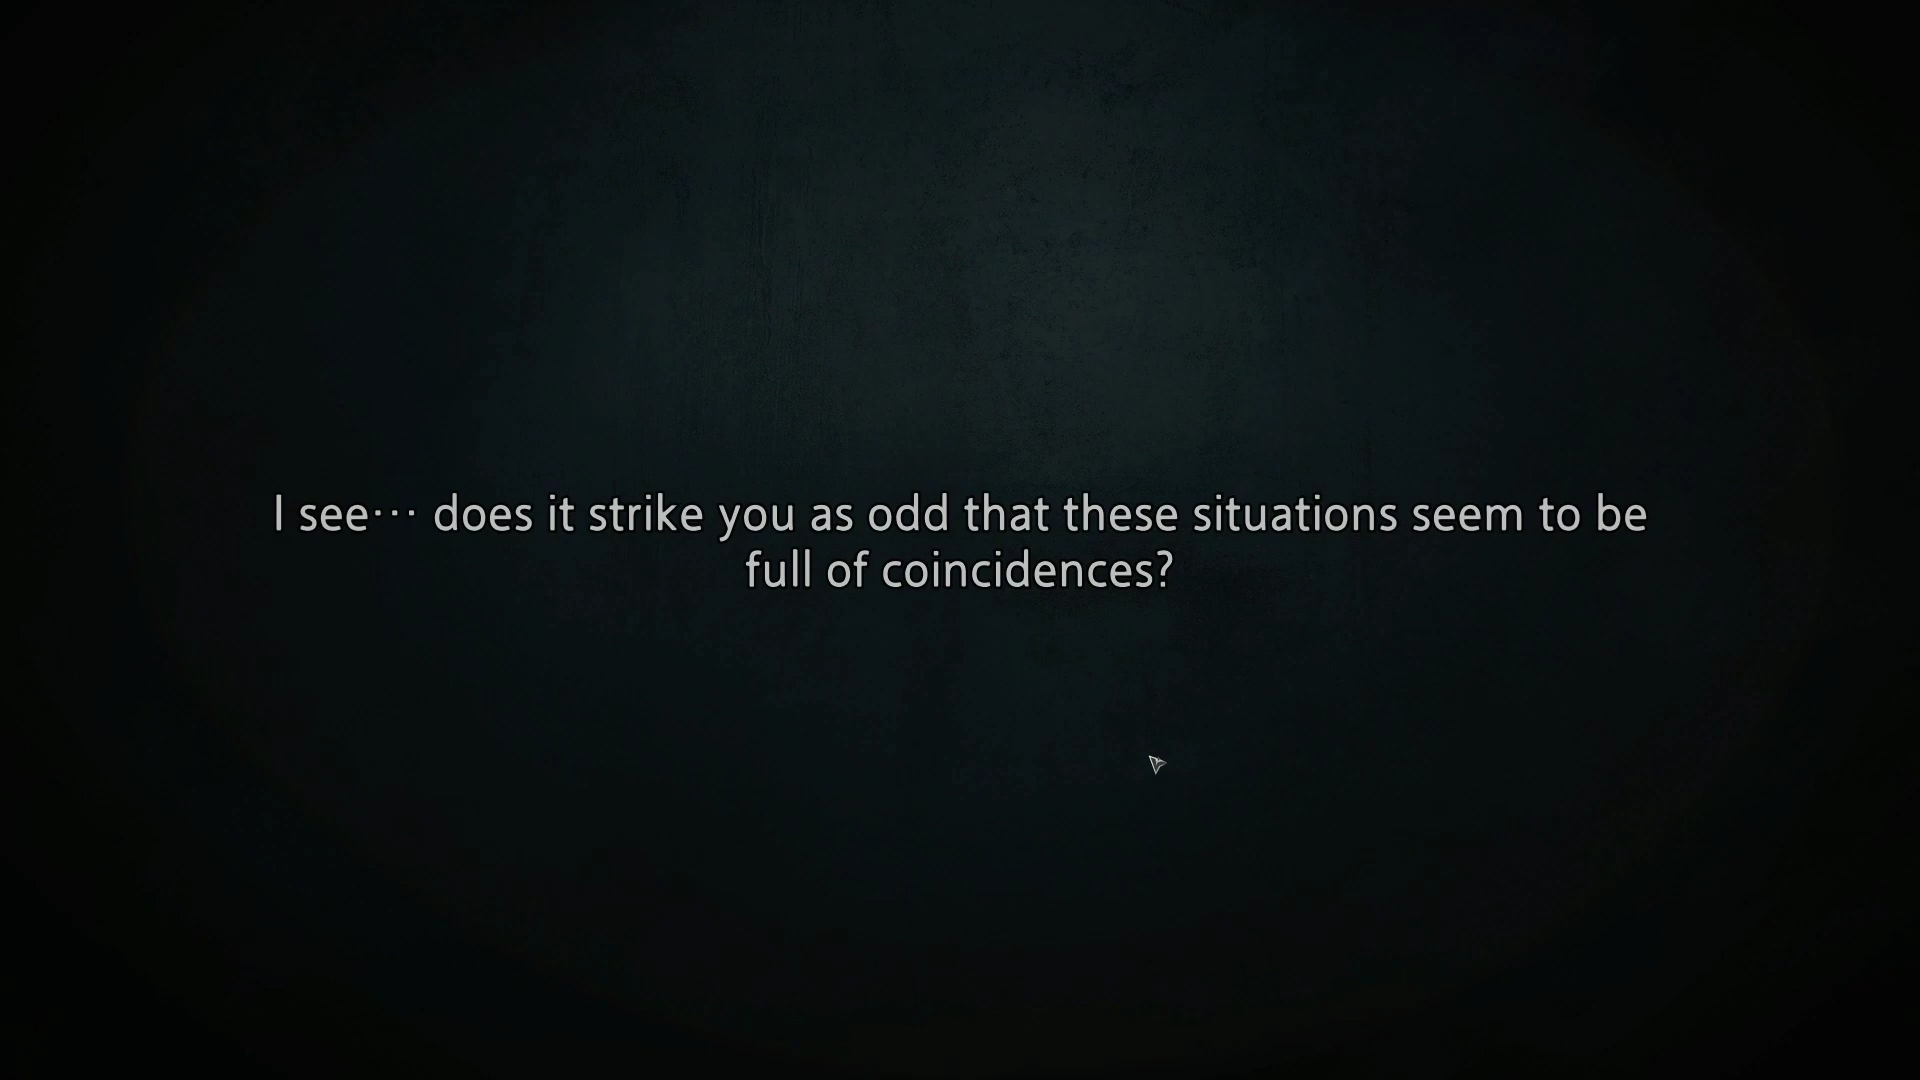 I see··· does it strike you as odd that these situations seem to be
full of coincidences?